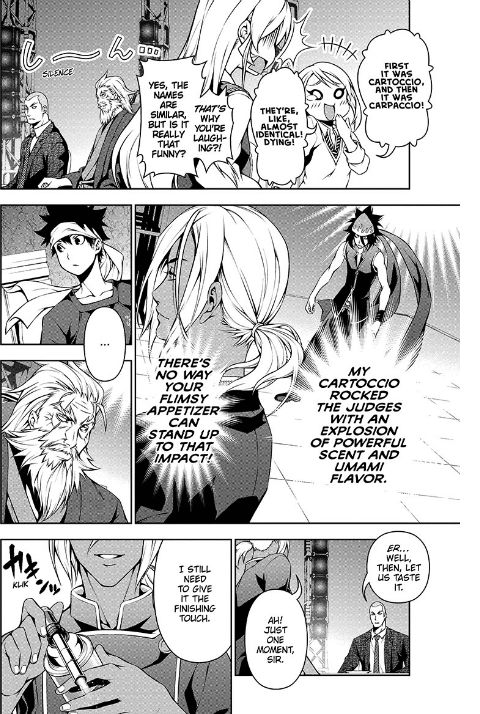 FIRST
IT WAS
CARTOCCIO,
AND THEN
IT WAS
CARPACCIO!
THEY'RE,
LIKE,
ALMOST
IDENTICAL!
DYING!
THAT'S
WHY
YOU'RE
LAUGH-
ING?!
YES, THE
NAMES
ARE
SIMILAR,
BUT IS IT
REALLY
THAT
FUNNY?
しーん…
SILENCE
MY
CARTOCCIO
ROCKED
THE JUDGES
WITH AN
EXPLOSION
OF POWERFUL
SCENT AND
UMAMI
FLAVOR.
THERE'S
NO WAY
YOUR
FLIMSY
APPETIZER
CAN
STAND UP
TO THAT
IMPACT!
...
ER...
WELL,
THEN, LET
US TASTE
IT.
AH!
JUST
ONE
MOMENT,
SIR.
I STILL
NEED
TO GIVE
IT THE
FINISHING
TOUCH.
KLIK